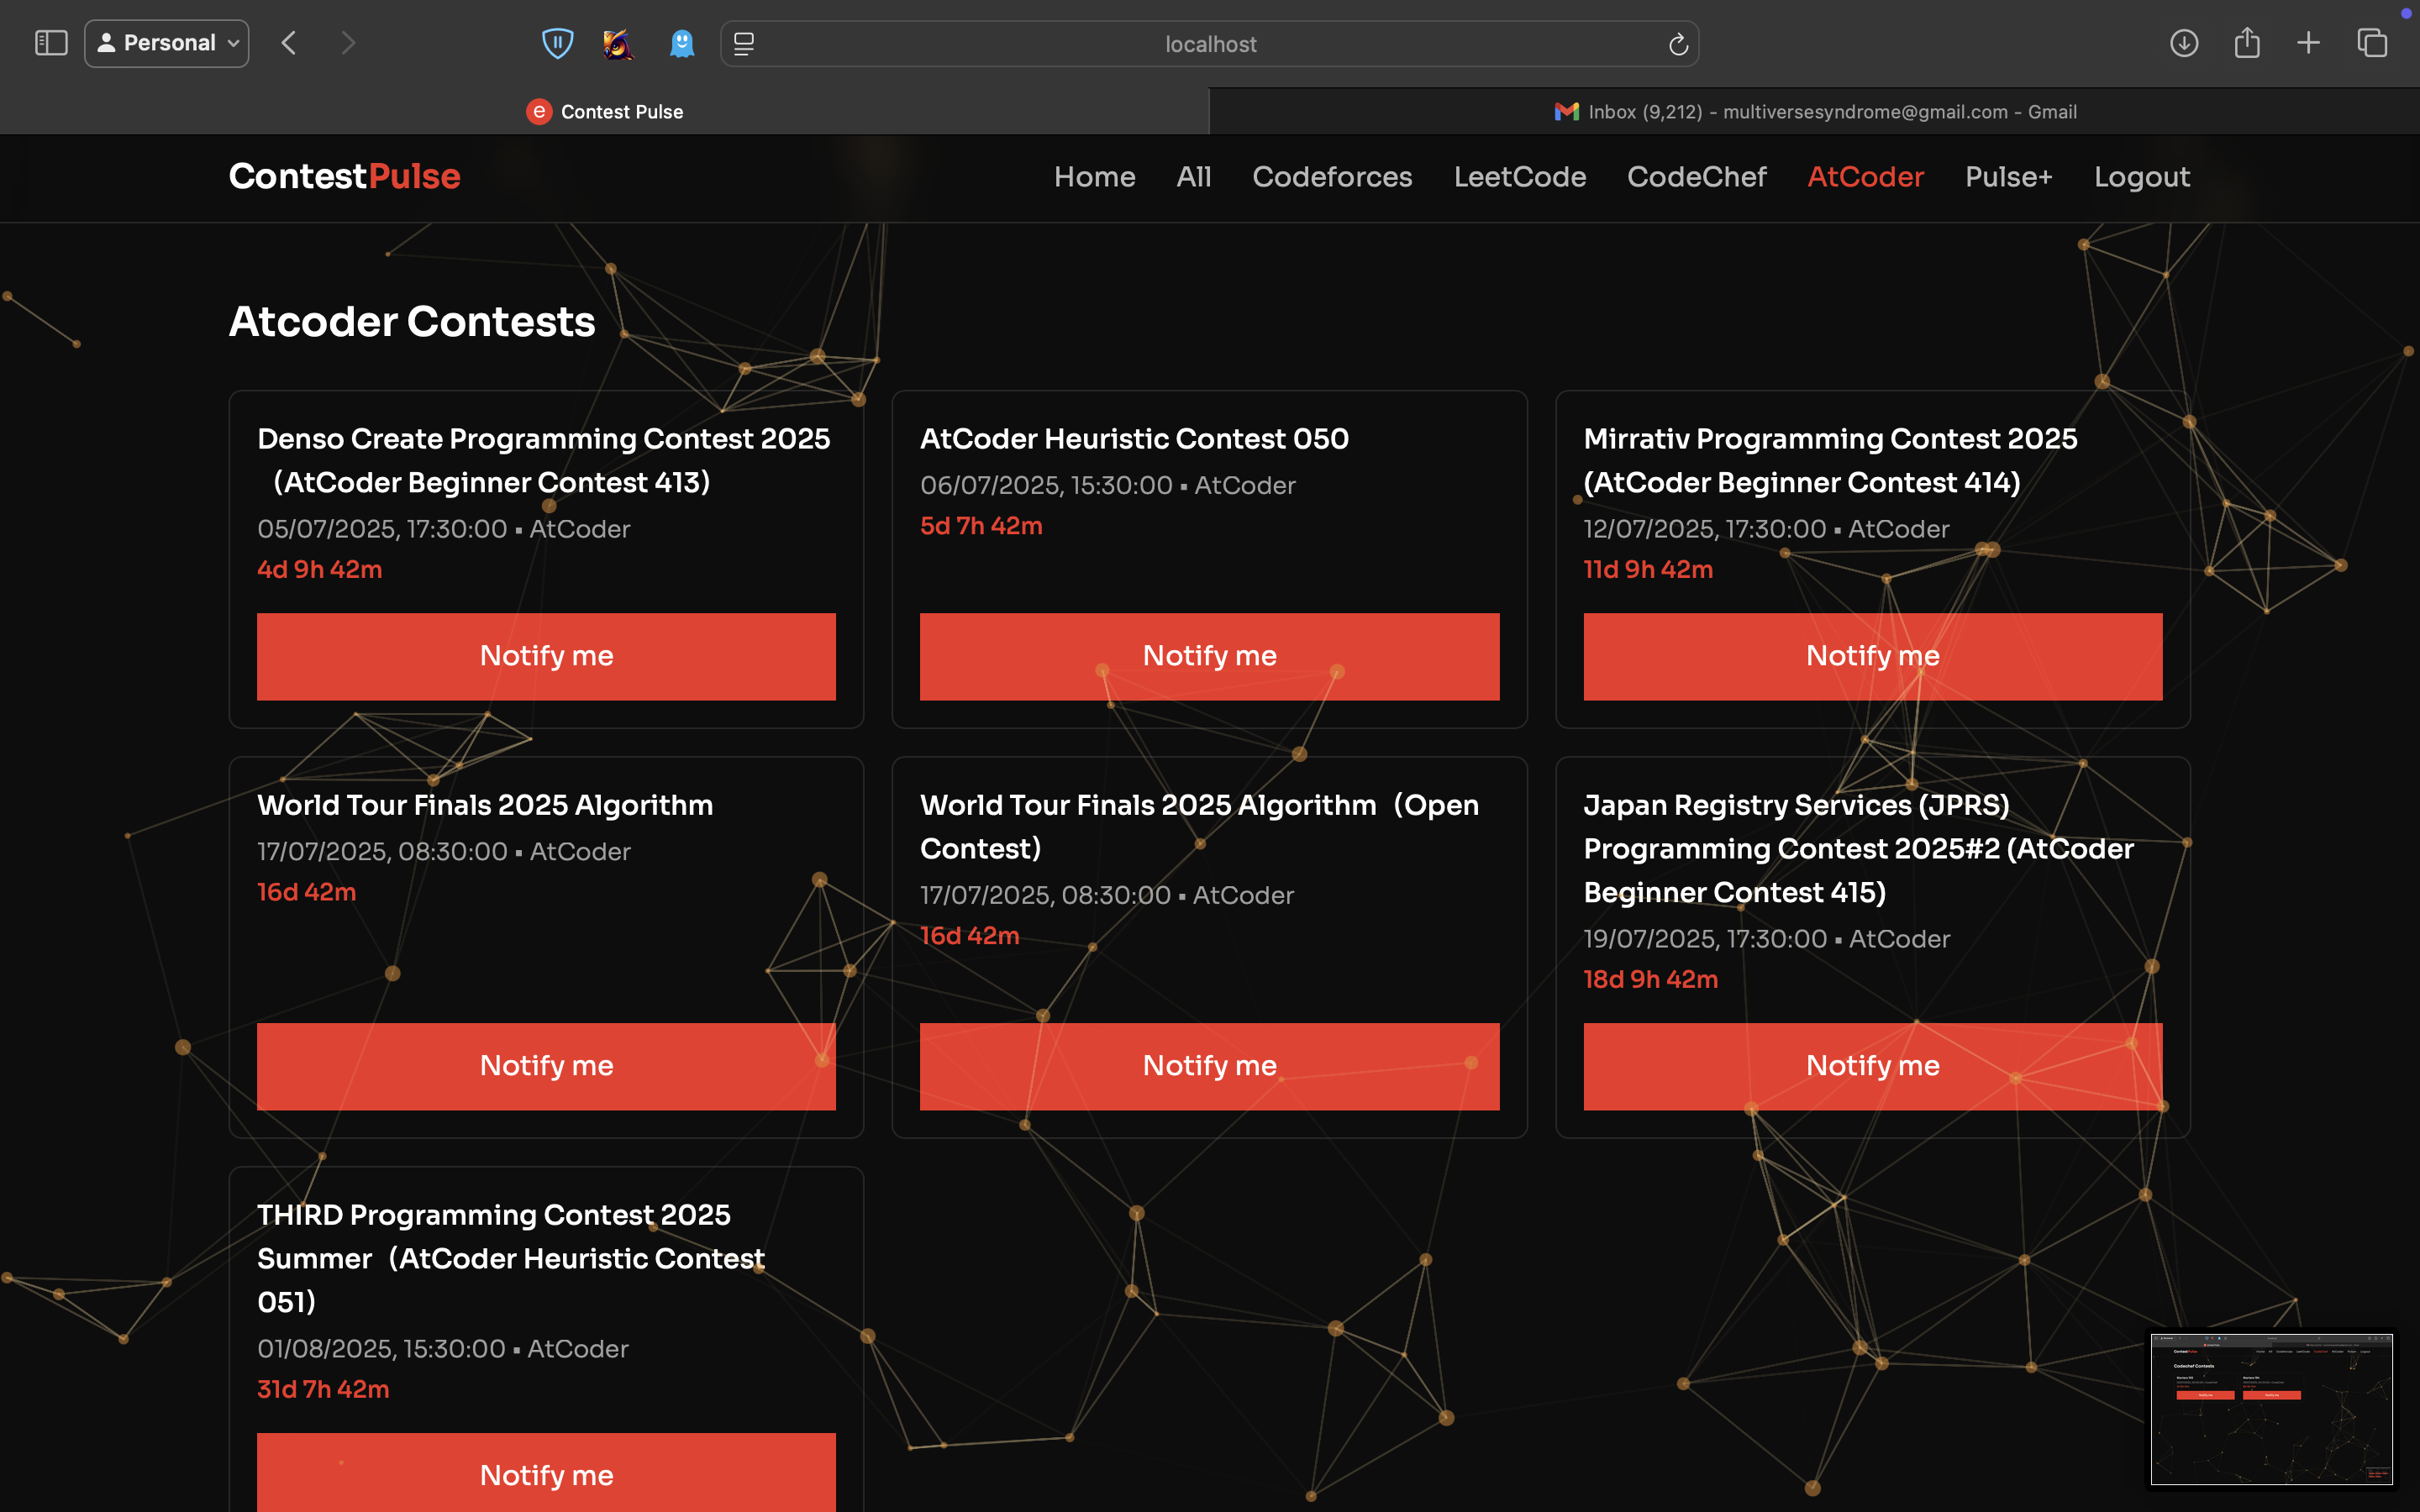 Personal
localhost
Contest Pulse
Inbox (9,212) - multiversesyndrome@gmail.com - Gmail
ContestPulse
Home All Codeforces LeetCode CodeChef AtCoder Pulse+ Logout
Atcoder Contests
Denso Create Programming Contest 2025
（AtCoder Beginner Contest 413）
05/07/2025, 17:30:00 • AtCoder
4d 9h 42m
Notify me
AtCoder Heuristic Contest 050
06/07/2025, 15:30:00 • AtCoder
5d 7h 42m
Notify me
Mirrativ Programming Contest 2025
(AtCoder Beginner Contest 414)
12/07/2025, 17:30:00 • AtCoder
11d 9h 42m
Notify me
World Tour Finals 2025 Algorithm
17/07/2025, 08:30:00 • AtCoder
16d 42m
Notify me
World Tour Finals 2025 Algorithm（Open
Contest）
17/07/2025, 08:30:00 • AtCoder
16d 42m
Notify me
Japan Registry Services (JPRS)
Programming Contest 2025#2 (AtCoder
Beginner Contest 415)
19/07/2025, 17:30:00 • AtCoder
18d 9h 42m
Notify me
THIRD Programming Contest 2025
Summer（AtCoder Heuristic Contest
051）
01/08/2025, 15:30:00 • AtCoder
31d 7h 42m
Notify me
Codechef Contests